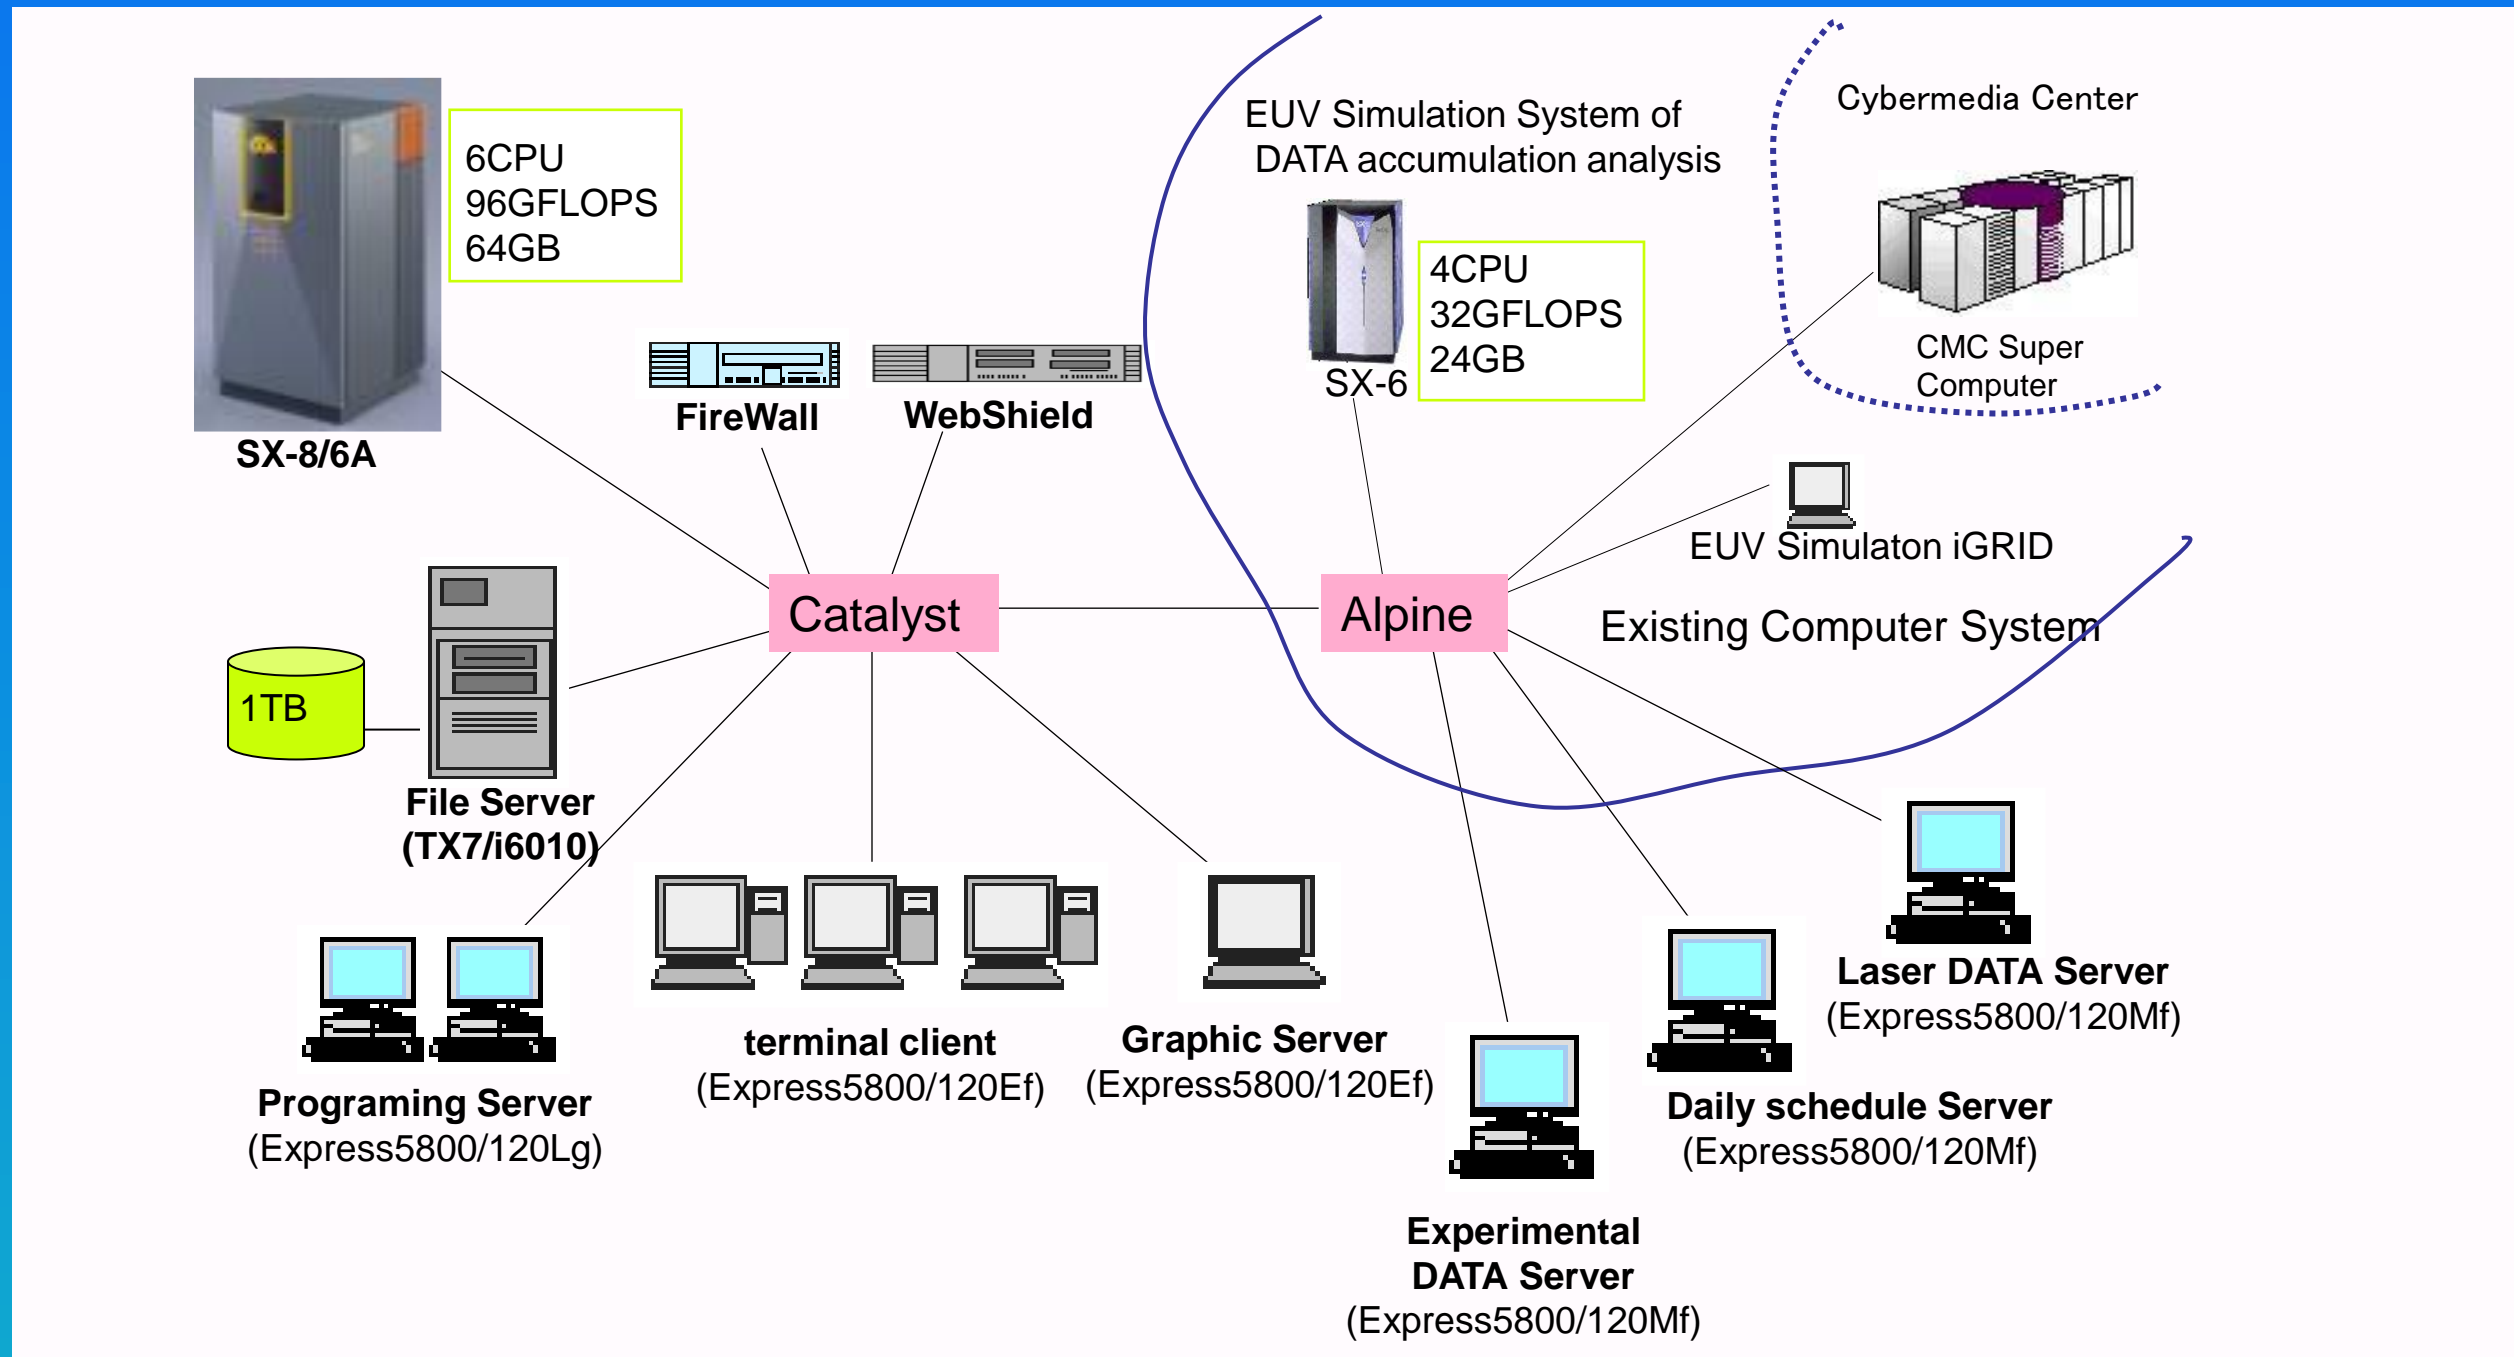 6CPU
96GFLOPS
64GB
SX-8/6A
FireWall
WebShield
EUV Simulation System of
DATA accumulation analysis
4CPU
32GFLOPS
24GB
SX-6
Cybermedia Center
CMC Super
Computer
EUV Simulaton iGRID
Existing Computer System
Catalyst
Alpine
1TB
File Server
(TX7/i6010)
Programing Server
(Express5800/120Lg)
terminal client
(Express5800/120Ef)
Graphic Server
(Express5800/120Ef)
Experimental
DATA Server
(Express5800/120Mf)
Daily schedule Server
(Express5800/120Mf)
Laser DATA Server
(Express5800/120Mf)